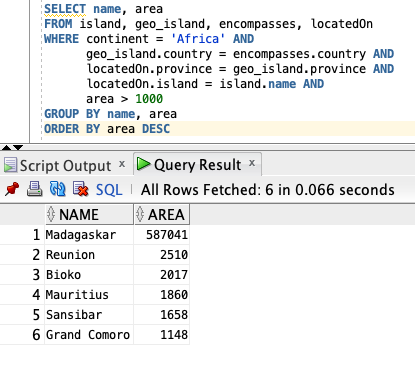 SELECT name, area
FROM island, geo_island, encompasses, locatedOn
WHERE continent = 'Africa' AND
geo_island.country = encompasses.country AND
locatedOn.province = geo_island.province AND
locatedOn.island = island.name AND
area > 1000
GROUP BY name, area
ORDER BY area DESC
Script Output x Query Result x
SQL All Rows Fetched: 6 in 0.066 seconds
NAME AREA
1 Madagaskar 587041
2 Reunion 2510
3 Bioko 2017
4 Mauritius 1860
5 Sansibar 1658
6 Grand Comoro 1148